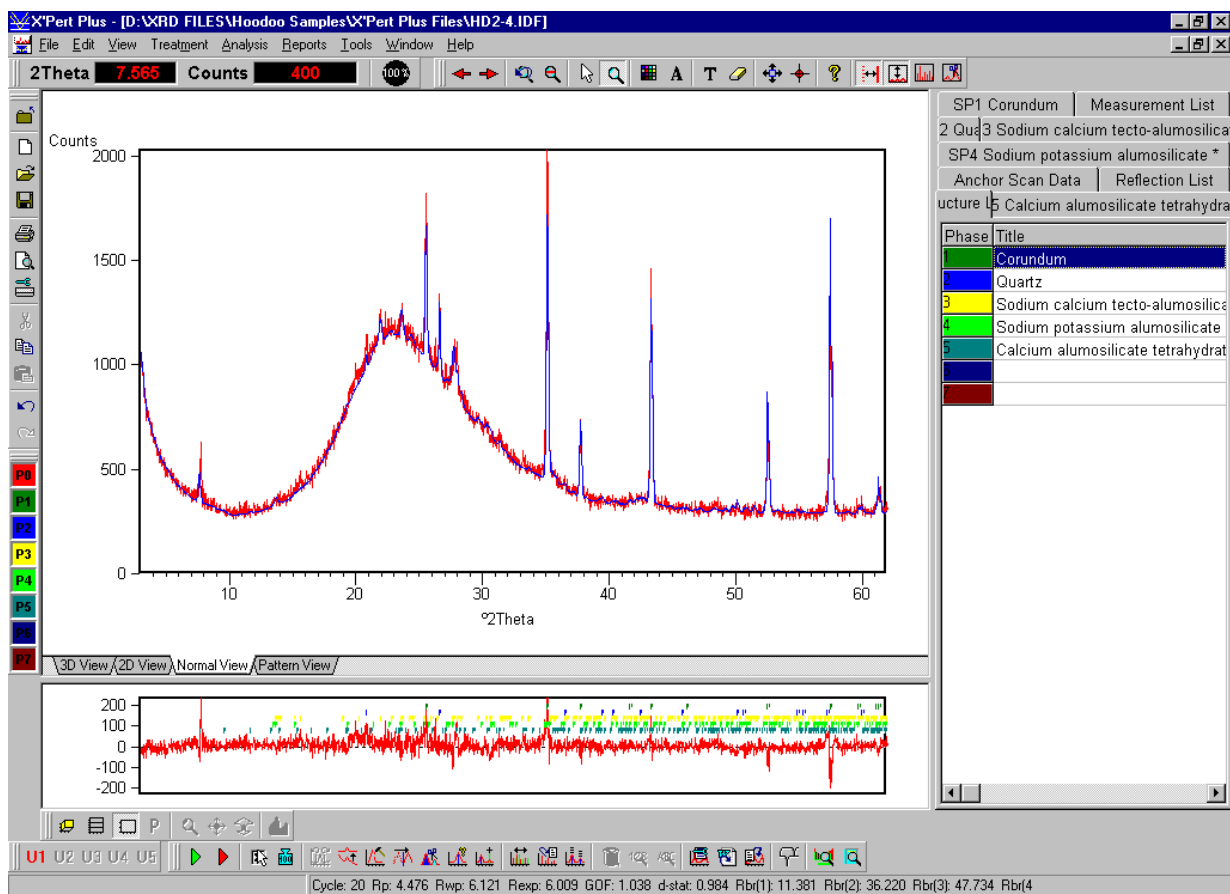 X'Pert Plus - [D:\XRD FILES\Hoodoo Samples\X'Pert Plus Files\HD2-4.IDF]
File Edit View Treatment Analysis Reports Tools Window Help
2Theta 7.565 Counts 400 100% A T ?
SP1 Corundum Measurement List
2 Qua 3 Sodium calcium tecto-alumosilica
SP4 Sodium potassium alumosilicate *
Anchor Scan Data Reflection List
ucture L 5 Calcium alumosilicate tetrahydra
Phase Title
1 Corundum
2 Quartz
3 Sodium calcium tecto-alumosilica
4 Sodium potassium alumosilicate
5 Calcium alumosilicate tetrahydrat
6
7
Counts
2000
1500
1000
500
0
10 20 30 40 50 60
°2Theta
P0
P1
P2
P3
P4
P5
P6
P7
3D View 2D View Normal View Pattern View
200
100
0
-100
-200
P
U1 U2 U3 U4 U5
Cycle: 20 Rp: 4.476 Rwp: 6.121 Rexp: 6.009 GOF: 1.038 d-stat: 0.984 Rbr(1): 11.381 Rbr(2): 36.220 Rbr(3): 47.734 Rbr(4